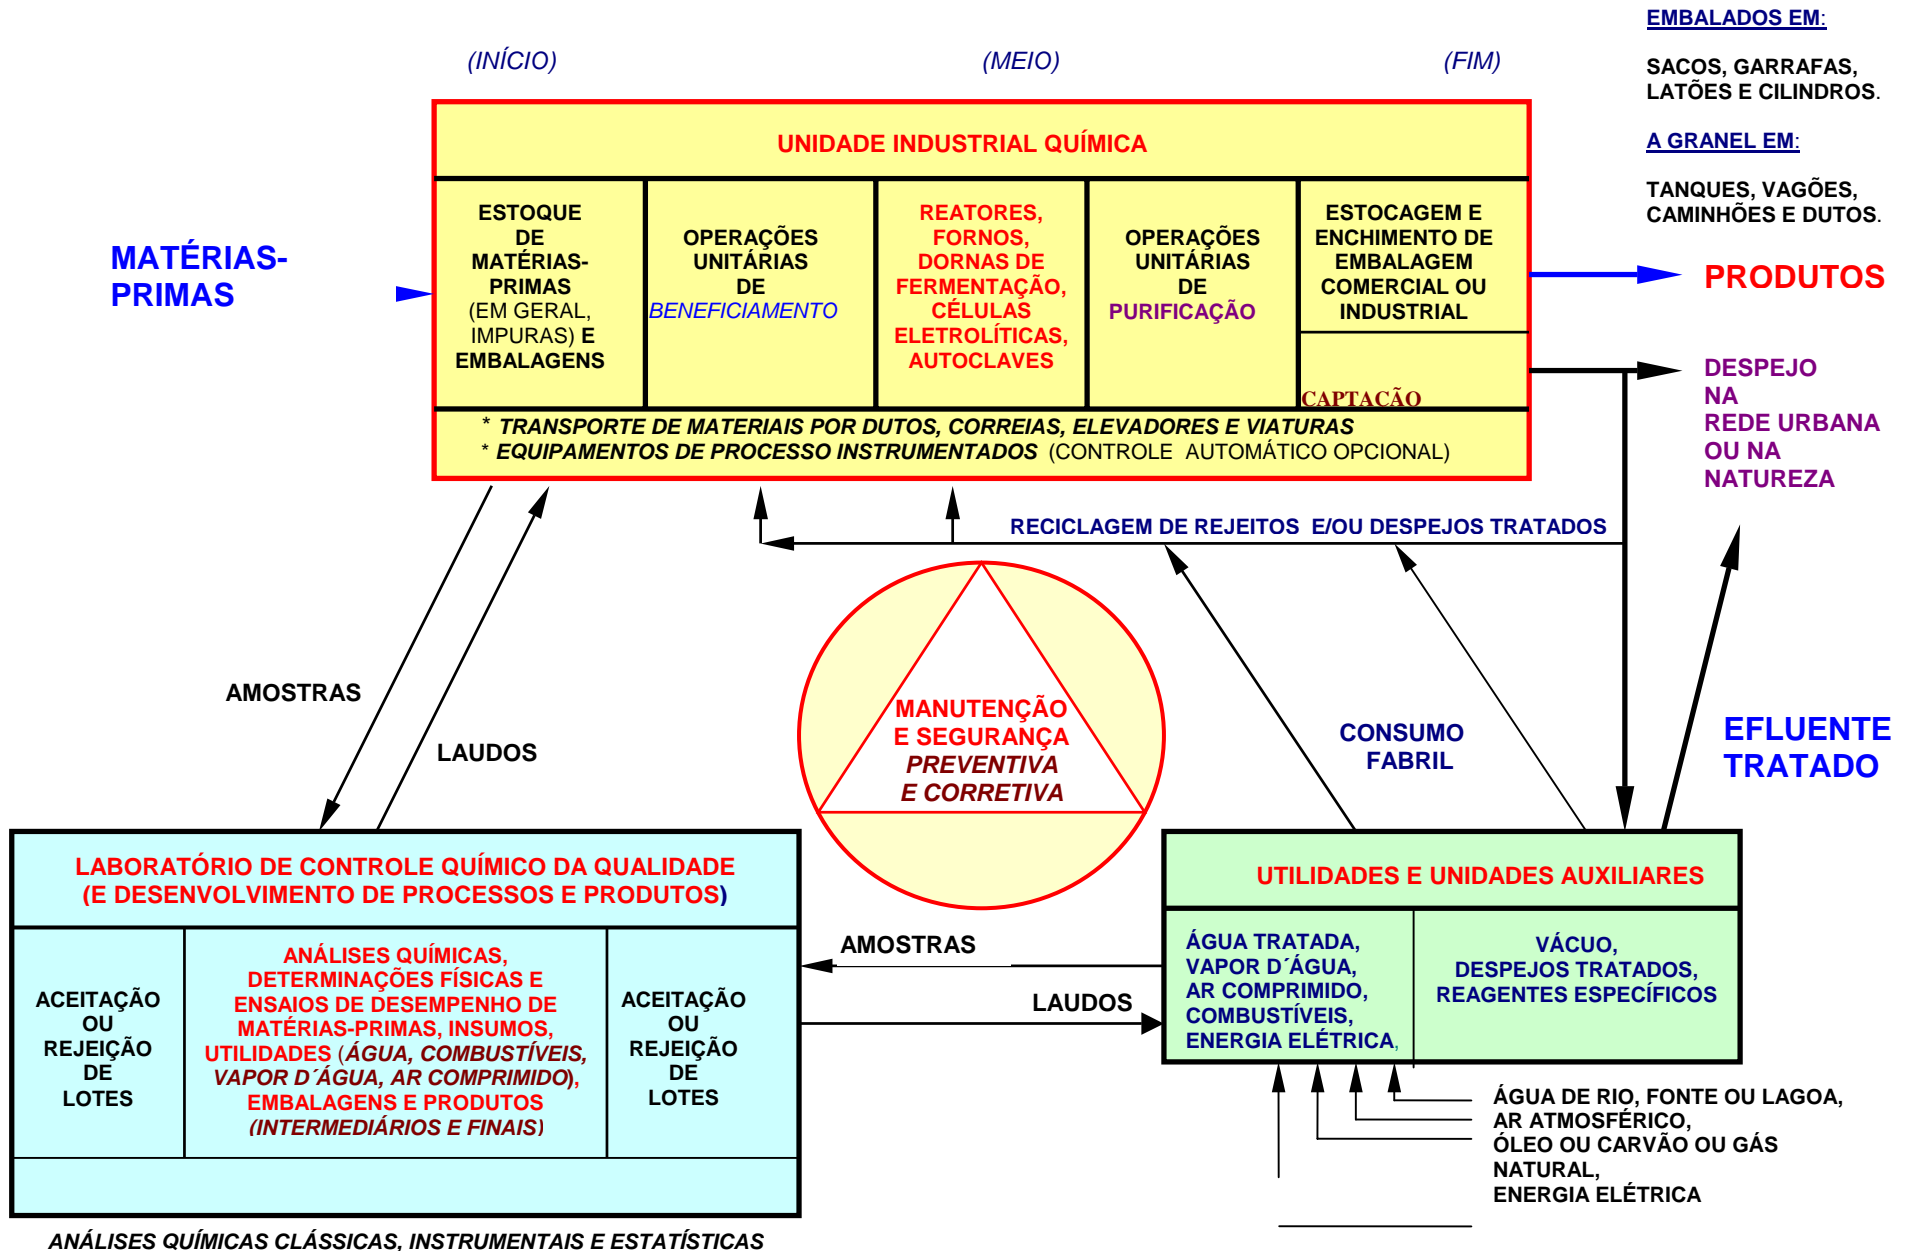 EMBALADOS EM:
SACOS, GARRAFAS,
LATÕES E CILINDROS.
A GRANEL EM:
TANQUES, VAGÕES,
CAMINHÕES E DUTOS.
(INÍCIO)
(MEIO)
(FIM)
UNIDADE INDUSTRIAL QUÍMICA
MATÉRIAS-
PRIMAS
ESTOQUE
DE
MATÉRIAS-
PRIMAS
(EM GERAL,
IMPURAS) E
EMBALAGENS
OPERAÇÕES
UNITÁRIAS
DE
BENEFICIAMENTO
REATORES,
FORNOS,
DORNAS DE
FERMENTAÇÃO,
CÉLULAS
ELETROLÍTICAS,
AUTOCLAVES
OPERAÇÕES
UNITÁRIAS
DE
PURIFICAÇÃO
ESTOCAGEM E
ENCHIMENTO DE
EMBALAGEM
COMERCIAL OU
INDUSTRIAL
CAPTACÃO
PRODUTOS
DESPEJO
NA
REDE URBANA
OU NA
NATUREZA
* TRANSPORTE DE MATERIAIS POR DUTOS, CORREIAS, ELEVADORES E VIATURAS
* EQUIPAMENTOS DE PROCESSO INSTRUMENTADOS (CONTROLE AUTOMÁTICO OPCIONAL)
RECICLAGEM DE REJEITOS E/OU DESPEJOS TRATADOS
AMOSTRAS
LAUDOS
MANUTENÇÃO
E SEGURANÇA
PREVENTIVA
E CORRETIVA
CONSUMO
FABRIL
EFLUENTE
TRATADO
LABORATÓRIO DE CONTROLE QUÍMICO DA QUALIDADE
(E DESENVOLVIMENTO DE PROCESSOS E PRODUTOS)
ACEITAÇÃO
OU
REJEIÇÃO
DE
LOTES
ANÁLISES QUÍMICAS,
DETERMINAÇÕES FÍSICAS E
ENSAIOS DE DESEMPENHO DE
MATÉRIAS-PRIMAS, INSUMOS,
UTILIDADES (ÁGUA, COMBUSTÍVEIS,
VAPOR D´ÁGUA, AR COMPRIMIDO),
EMBALAGENS E PRODUTOS
(INTERMEDIÁRIOS E FINAIS)
ACEITAÇÃO
OU
REJEIÇÃO
DE
LOTES
AMOSTRAS
LAUDOS
UTILIDADES E UNIDADES AUXILIARES
ÁGUA TRATADA,
VAPOR D´ÁGUA,
AR COMPRIMIDO,
COMBUSTÍVEIS,
ENERGIA ELÉTRICA,
VÁCUO,
DESPEJOS TRATADOS,
REAGENTES ESPECÍFICOS
ÁGUA DE RIO, FONTE OU LAGOA,
AR ATMOSFÉRICO,
ÓLEO OU CARVÃO OU GÁS
NATURAL,
ENERGIA ELÉTRICA
ANÁLISES QUÍMICAS CLÁSSICAS, INSTRUMENTAIS E ESTATÍSTICAS